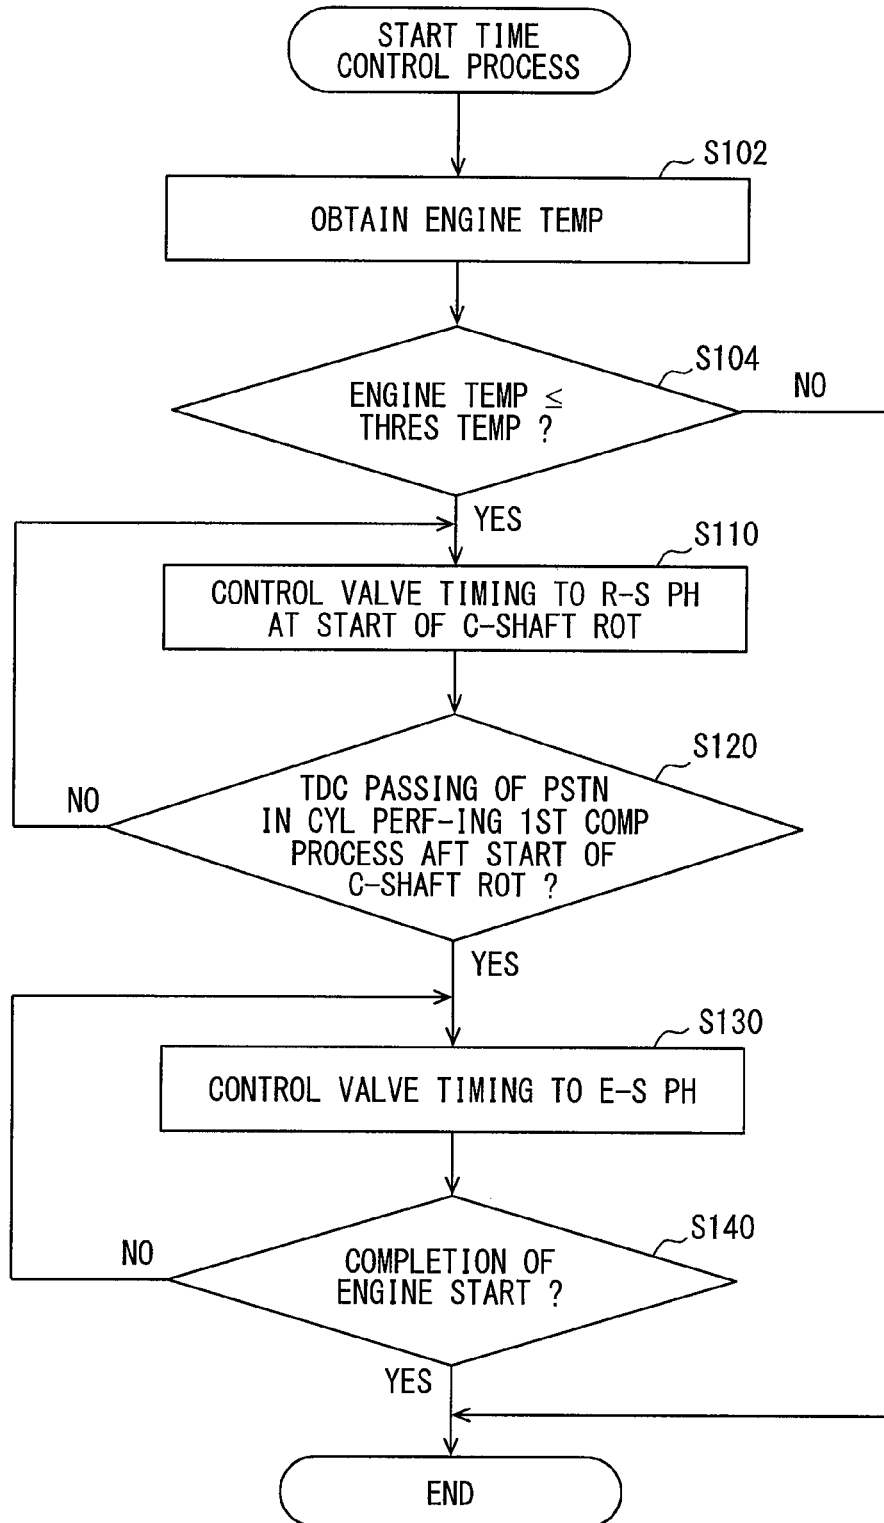 START TIME
CONTROL PROCESS
S102
OBTAIN ENGINE TEMP
S104
ENGINE TEMP ≤
THRES TEMP ?
NO
YES
S110
CONTROL VALVE TIMING TO R-S PH
AT START OF C-SHAFT ROT
S120
TDC PASSING OF PSTN
IN CYL PERF-ING 1ST COMP
PROCESS AFT START OF
C-SHAFT ROT ?
NO
YES
S130
CONTROL VALVE TIMING TO E-S PH
S140
COMPLETION OF
ENGINE START ?
NO
YES
END